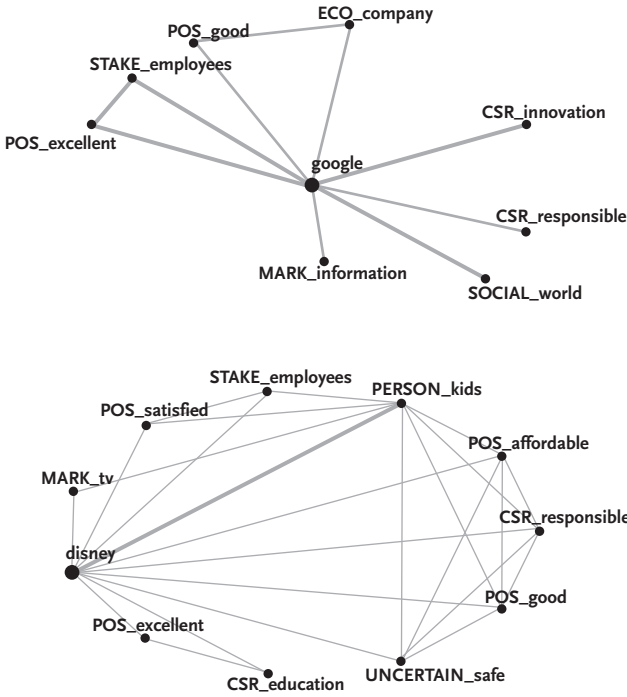 ECO_company
POS_good
STAKE_employees
CSR_innovation
POS_excellent
google
CSR_responsible
MARK_information
SOCIAL_world
STAKE_employees
PERSON_kids
POS_satisfied
POS_affordable
MARK_tv
CSR_responsible
disney
POS_good
POS_excellent
UNCERTAIN_safe
CSR_education